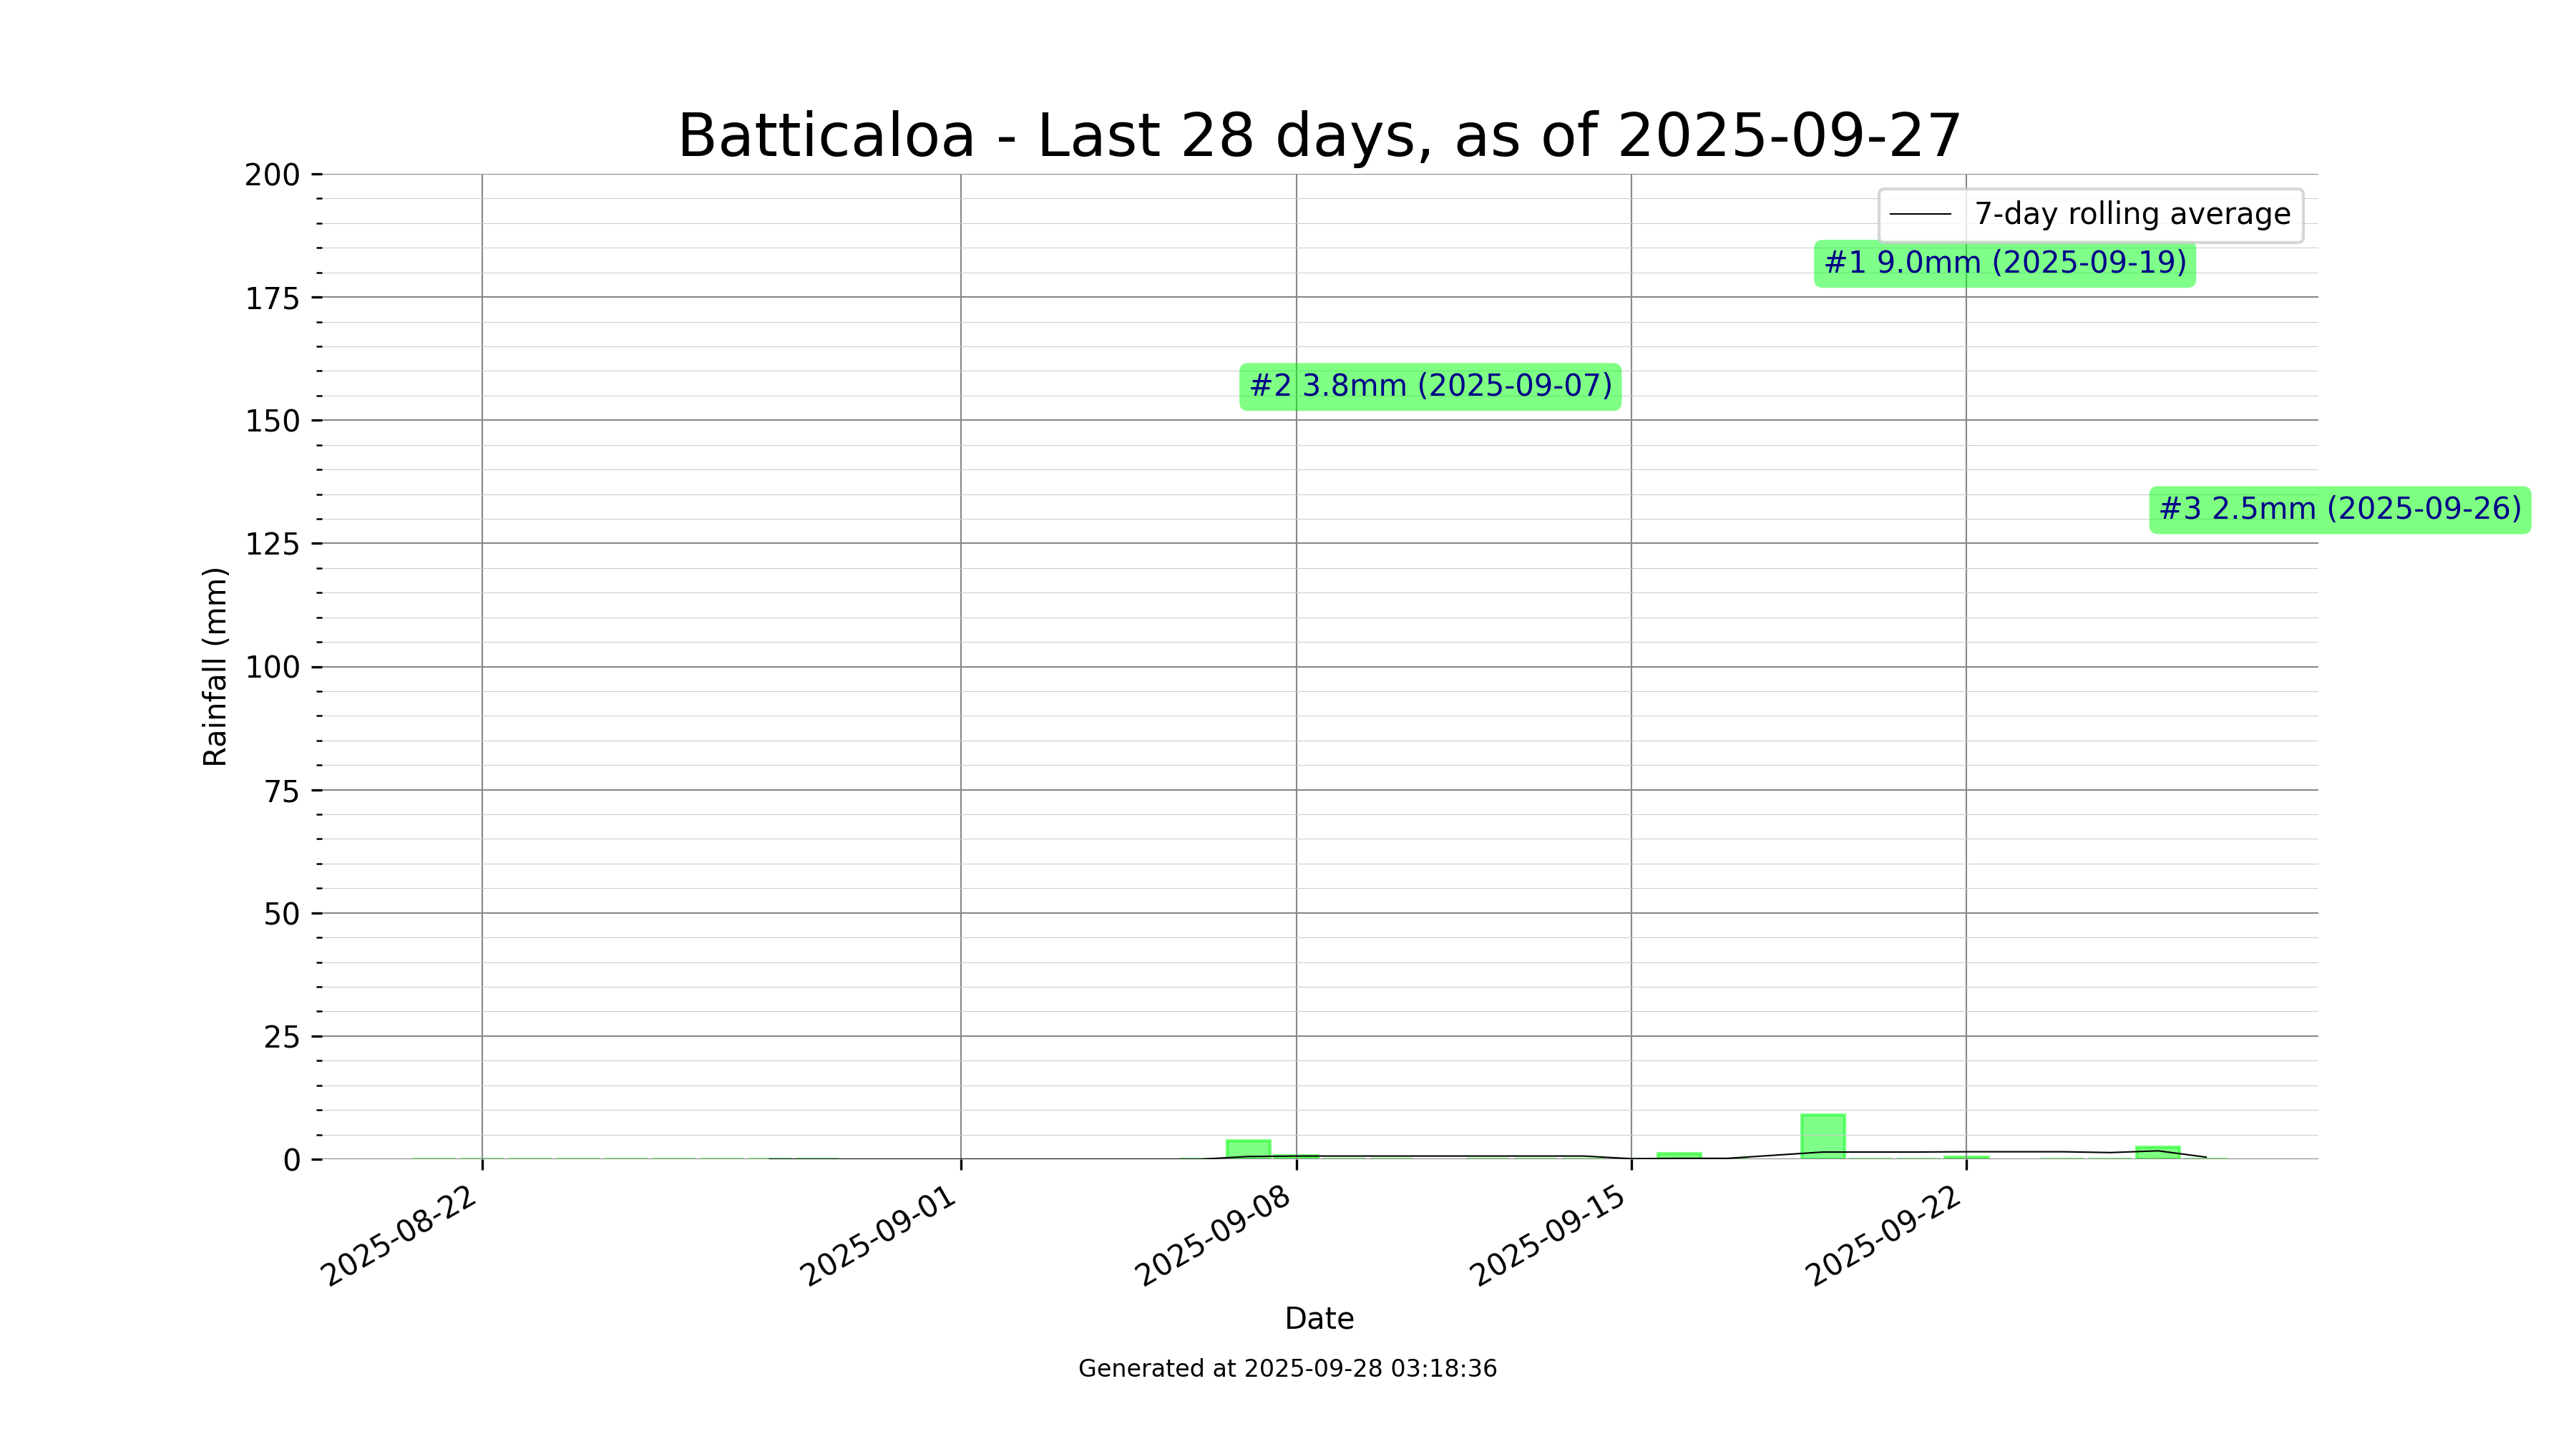 Batticaloa - Last 28 days, as of 2025-09-27
200
175
150
125
100
75
50
25
0
Rainfall (mm)
7-day rolling average
#1 9.0mm (2025-09-19)
#2 3.8mm (2025-09-07)
#3 2.5mm (2025-09-26)
2025-08-22
2025-09-01
2025-09-08
2025-09-15
2025-09-22
Date
Generated at 2025-09-28 03:18:36